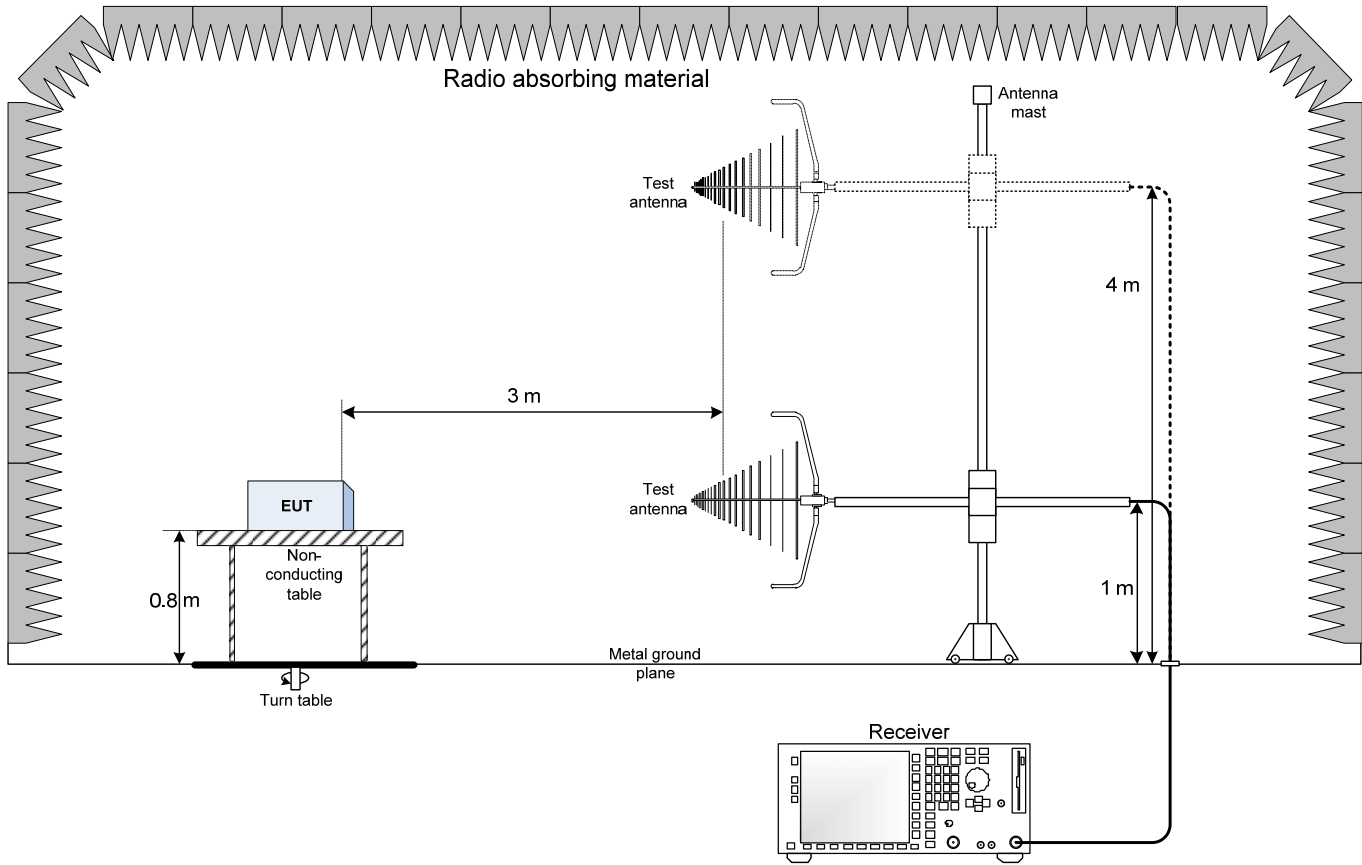 Radio absorbing material
Antenna
mast
Test
antenna
4 m
3 m
Test
antenna
EUT
Non-
conducting
table
0.8 m
1 m
Metal ground
plane
Turn table
Receiver